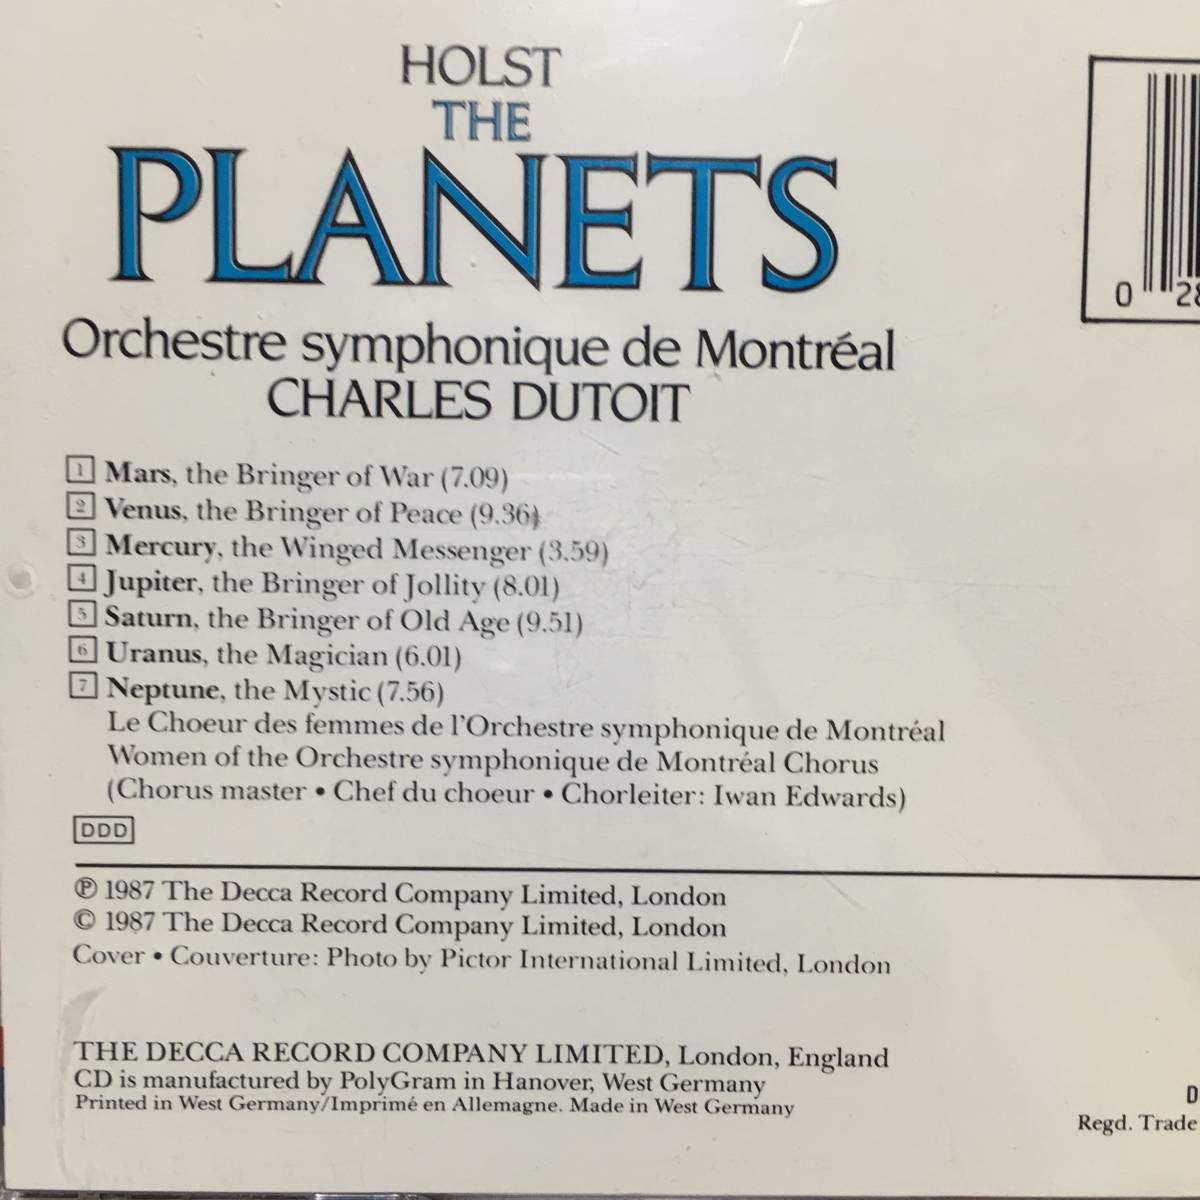 HOLST
THE
PLANETS
Orchestre symphonique de Montréal
CHARLES DUTOIT
1 Mars, the Bringer of War (7.09)
2 Venus, the Bringer of Peace (9.36)
3 Mercury, the Winged Messenger (3.59)
4 Jupiter, the Bringer of Jollity (8.01)
5 Saturn, the Bringer of Old Age (9.51)
6 Uranus, the Magician (6.01)
7 Neptune, the Mystic (7.56)
Le Choeur des femmes de l'Orchestre symphonique de Montréal
Women of the Orchestre symphonique de Montréal Chorus
(Chorus master • Chef du choeur • Chorleiter: Iwan Edwards)
DDD
℗ 1987 The Decca Record Company Limited, London
© 1987 The Decca Record Company Limited, London
Cover • Couverture: Photo by Pictor International Limited, London
THE DECCA RECORD COMPANY LIMITED, London, England
CD is manufactured by PolyGram in Hanover, West Germany
Printed in West Germany/Imprimé en Allemagne. Made in West Germany
0 28
D
Regd. Trade